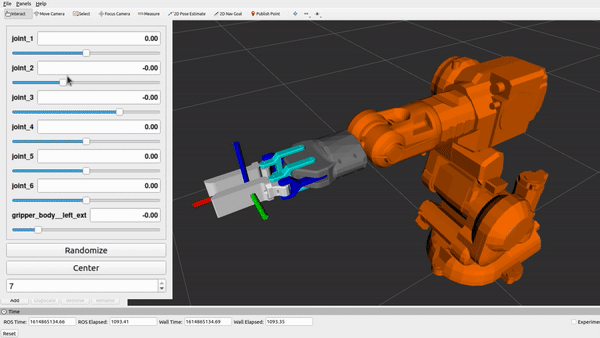 File Panels Help
Interact Move Camera Select Focus Camera Measure 2D Pose Estimate 2D Nav Goal Publish Point
joint_1 0.00
joint_2 -0.00
joint_3 -0.00
joint_4 0.00
joint_5 0.00
joint_6 0.00
gripper_body__left_ext -0.00
Randomize
Center
7
Add Duplicate Remove Rename
Time
ROS Time: 1614865134.66 ROS Elapsed: 1093.41 Wall Time: 1614865134.69 Wall Elapsed: 1093.35 Experime
Reset